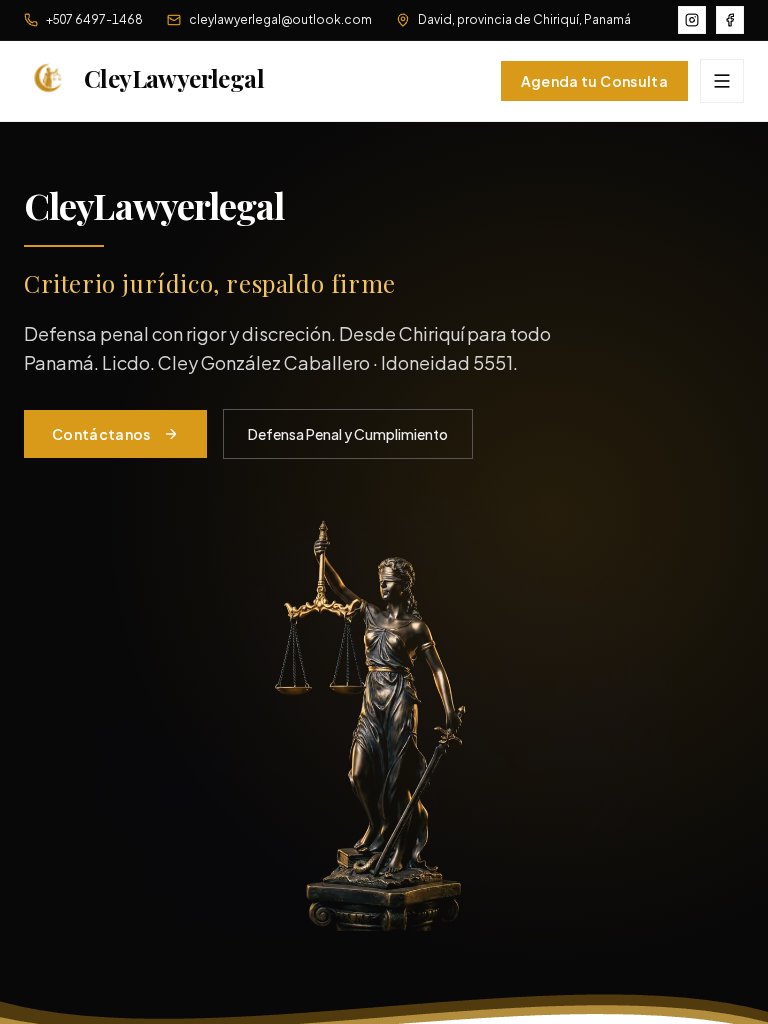 +507 6497-1468
cleylawyerlegal@outlook.com
David, provincia de Chiriquí, Panamá
CleyLawyerlegal
Agenda tu Consulta
CleyLawyerlegal
Criterio jurídico, respaldo firme
Defensa penal con rigor y discreción. Desde Chiriquí para todo
Panamá. Licdo. Cley González Caballero · Idoneidad 5551.
Contáctanos
Defensa Penal y Cumplimiento